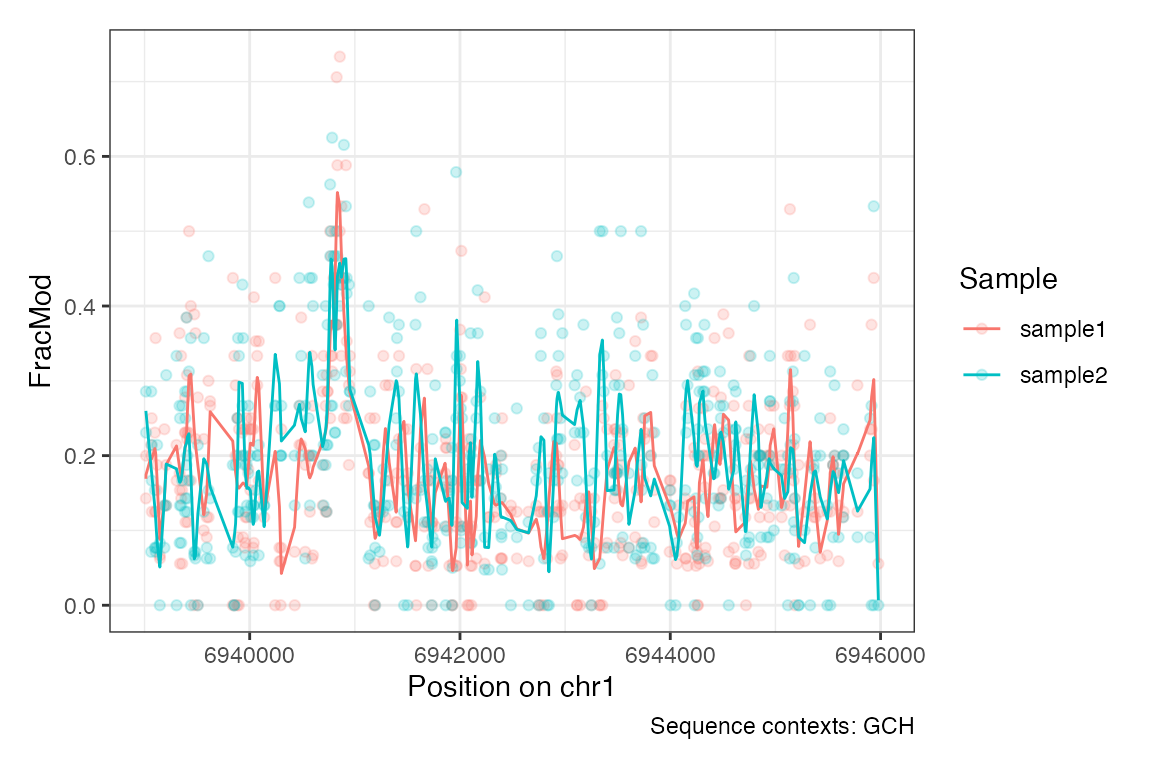 FracMod
0.6
0.4
0.2
0.0
6940000 6942000 6944000 6946000
Position on chr1
Sequence contexts: GCH
Sample
sample1
sample2